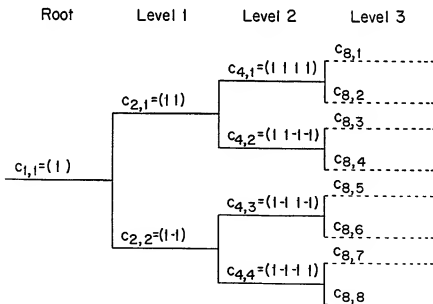 Root Level 1 Level 2 Level 3
c8,1
c4,1=(1 1 1 1)
c8,2
c2,1=(1 1)
c8,3
c4,2=(1 1-1-1)
c8,4
c1,1=(1)
c8,5
c4,3=(1-1 1-1)
c8,6
c2,2=(1-1)
c8,7
c4,4=(1-1-1 1)
c8,8